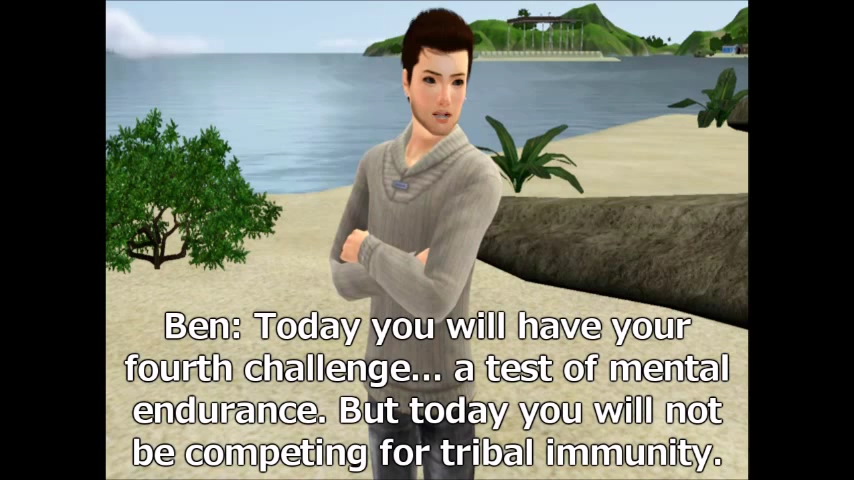 Ben: Today you will have your
fourth challenge... a test of mental
endurance. But today you will not
be competing for tribal immunity.